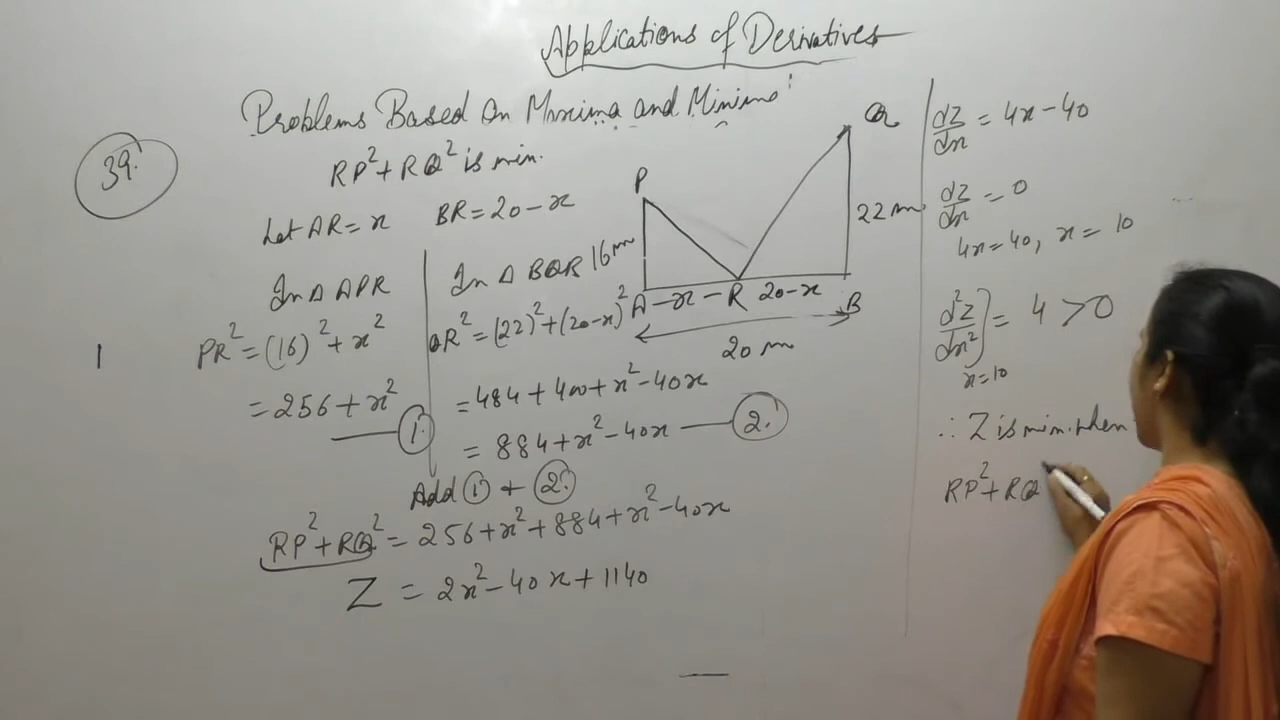 Applications of Derivatives
Problems Based On Maxima and Minima!
39.
RP² + RQ² is min.
Let AR = x BR = 20 - x
In Δ APR
PR² = (16)² + x²
= 256 + x²
1.
In Δ BQR
QR² = (22)² + (20-x)²
= 484 + 400 + x² - 40x
= 884 + x² - 40x
2.
Add 1 + 2.
RP² + RQ² = 256 + x² + 884 + x² - 40x
Z = 2x² - 40x + 1140
P
Q
16m
22m
A - x - R 20-x B
20 m
dZ/dx = 4x - 40
dZ/dx = 0
4x = 40, x = 10
d²Z/dx²) = 4 > 0
x=10
∴ Z is min. when
RP² + RQ
1